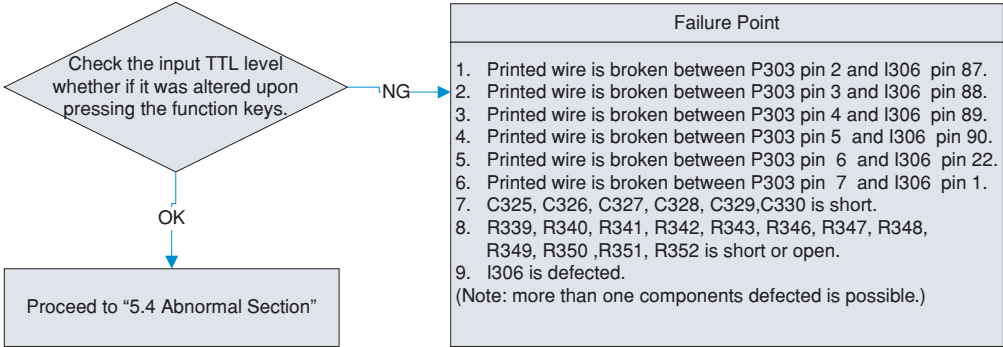 Check the input TTL level
whether if it was altered upon
pressing the function keys.
NG
OK
Proceed to “5.4 Abnormal Section”
Failure Point
1. Printed wire is broken between P303 pin 2 and I306 pin 87.
2. Printed wire is broken between P303 pin 3 and I306 pin 88.
3. Printed wire is broken between P303 pin 4 and I306 pin 89.
4. Printed wire is broken between P303 pin 5 and I306 pin 90.
5. Printed wire is broken between P303 pin 6 and I306 pin 22.
6. Printed wire is broken between P303 pin 7 and I306 pin 1.
7. C325, C326, C327, C328, C329,C330 is short.
8. R339, R340, R341, R342, R343, R346, R347, R348,
R349, R350 ,R351, R352 is short or open.
9. I306 is defected.
(Note: more than one components defected is possible.)